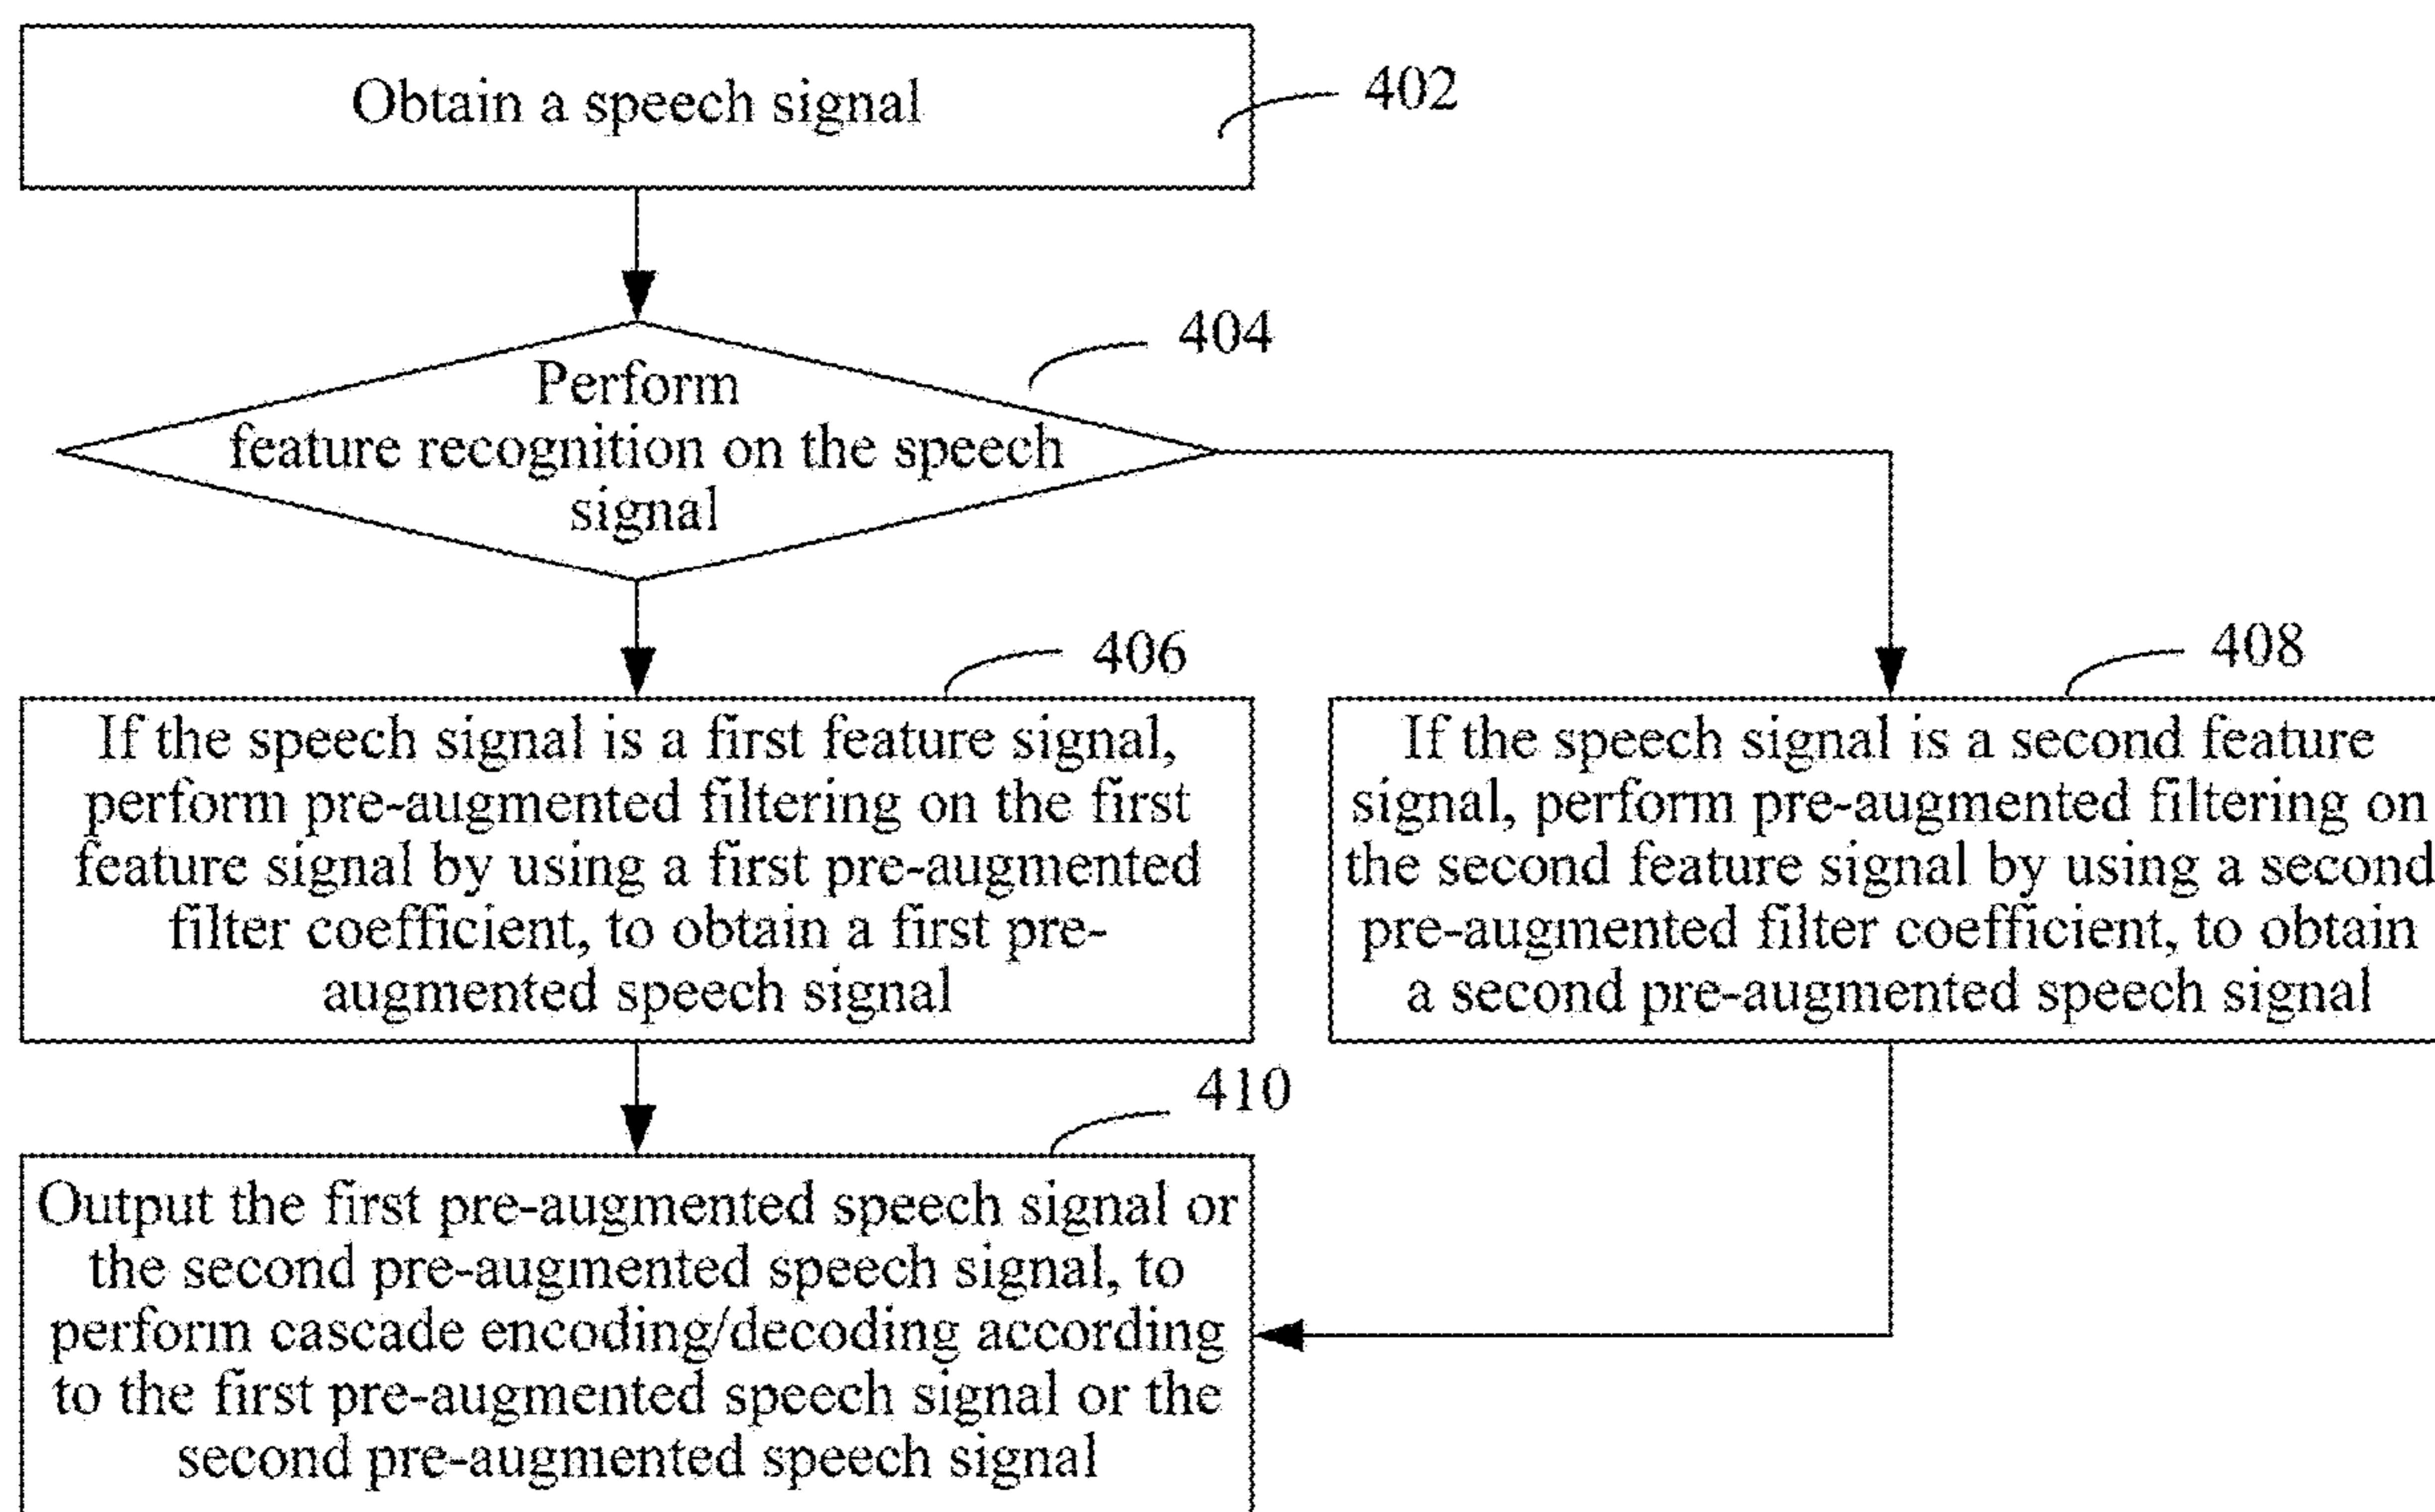 Obtain a speech signal
402
404
Perform
feature recognition on the speech
signal
406
If the speech signal is a first feature signal,
perform pre-augmented filtering on the first
feature signal by using a first pre-augmented
filter coefficient, to obtain a first pre-
augmented speech signal
408
If the speech signal is a second feature
signal, perform pre-augmented filtering on
the second feature signal by using a second
pre-augmented filter coefficient, to obtain
a second pre-augmented speech signal
410
Output the first pre-augmented speech signal or
the second pre-augmented speech signal, to
perform cascade encoding/decoding according
to the first pre-augmented speech signal or the
second pre-augmented speech signal